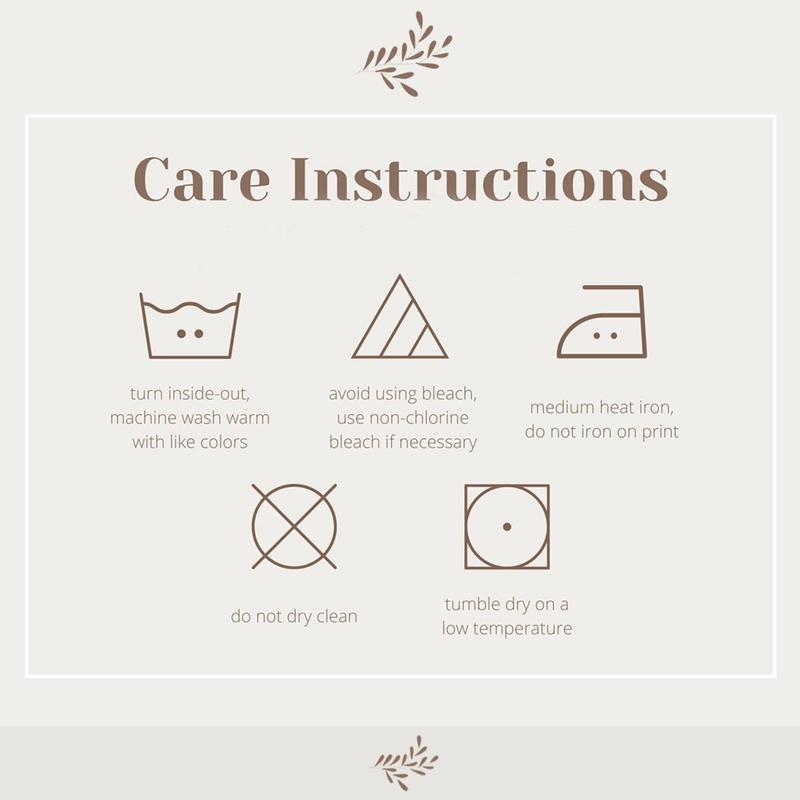 Care Instructions
turn inside-out,
machine wash warm
with like colors
avoid using bleach,
use non-chlorine
bleach if necessary
medium heat iron,
do not iron on print
do not dry clean
tumble dry on a
low temperature